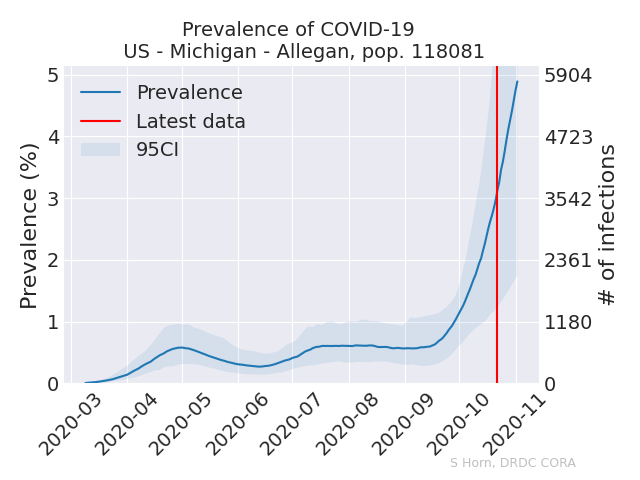 Prevalence of COVID-19
US - Michigan - Allegan, pop. 118081
Prevalence
Latest data
95CI
Prevalence (%)
5
4
3
2
1
0
5904
4723
3542
2361
1180
0
# of infections
2020-03
2020-04
2020-05
2020-06
2020-07
2020-08
2020-09
2020-10
2020-11
S Horn, DRDC CORA